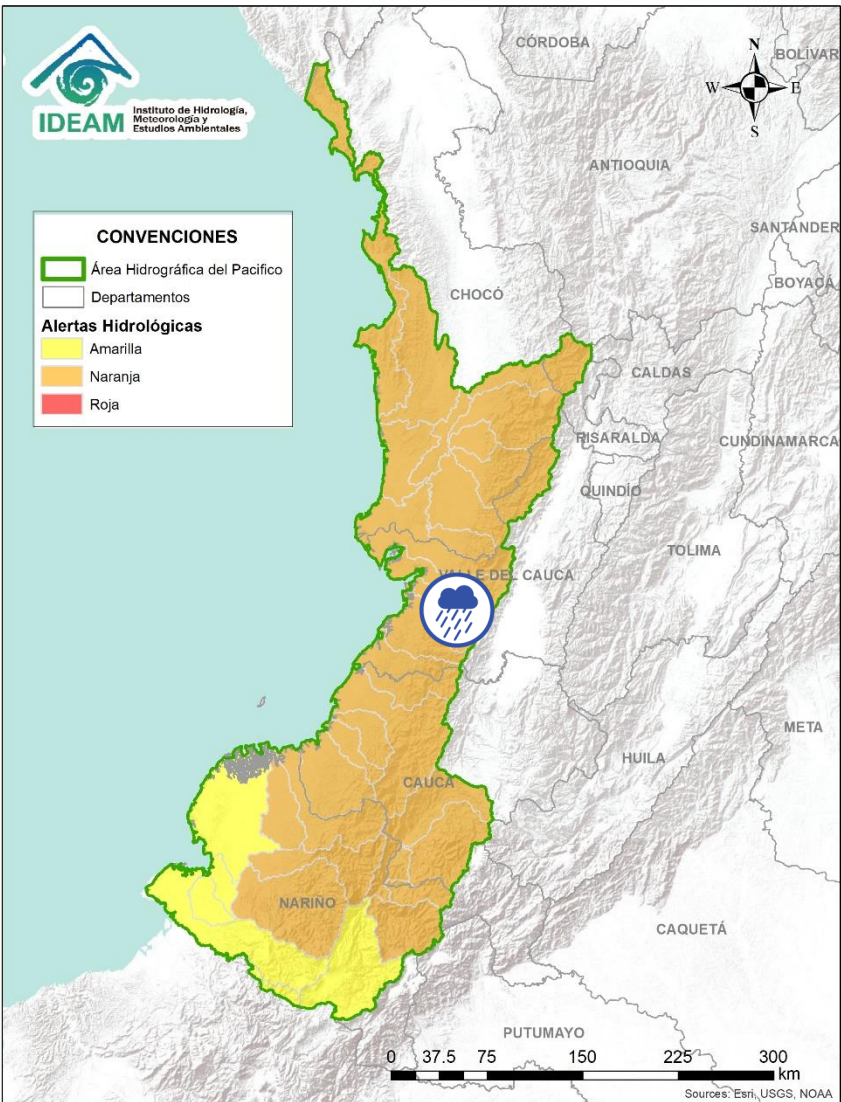 IDEAM
Instituto de Hidrología,
Meteorología y
Estudios Ambientales
N
W
E
S
CÓRDOBA
BOLÍVAR
ANTIOQUIA
SANTANDER
BOYACÁ
CHOCÓ
CONVENCIONES
Área Hidrográfica del Pacifico
Departamentos
Alertas Hidrológicas
Amarilla
Naranja
Roja
CALDAS
RISARALDA
CUNDINAMARCA
QUINDÍO
TOLIMA
VALLE DEL CAUCA
META
HUILA
CAUCA
NARIÑO
CAQUETÁ
PUTUMAYO
0 37.5 75 150 225 300
km
Sources: Esri, USGS, NOAA